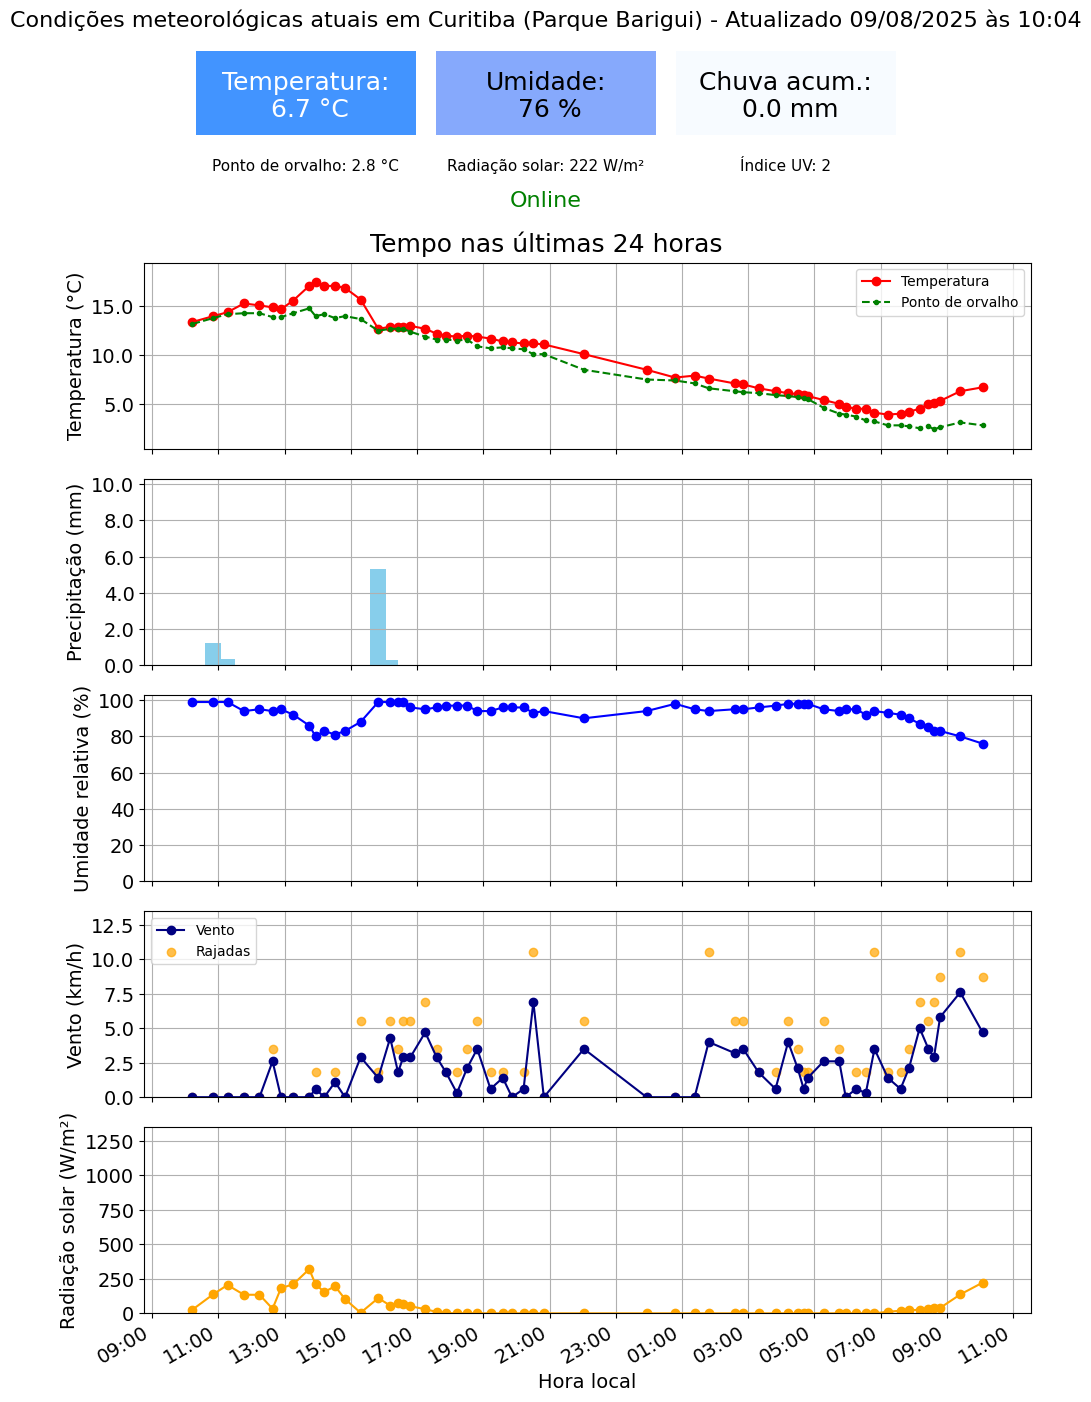 Condições meteorológicas atuais em Curitiba (Parque Barigui) - Atualizado 09/08/2025 às 10:04
Temperatura:
6.7 °C
Umidade:
76 %
Chuva acum.:
0.0 mm
Ponto de orvalho: 2.8 °C
Radiação solar: 222 W/m²
Índice UV: 2
Online
Tempo nas últimas 24 horas
Temperatura (°C)
15.0
10.0
5.0
Temperatura
Ponto de orvalho
Precipitação (mm)
10.0
8.0
6.0
4.0
2.0
0.0
Umidade relativa (%)
100
80
60
40
20
0
Vento (km/h)
12.5
10.0
7.5
5.0
2.5
0.0
Vento
Rajadas
Radiação solar (W/m²)
1250
1000
750
500
250
0
09:00
11:00
13:00
15:00
17:00
19:00
21:00
23:00
01:00
03:00
05:00
07:00
09:00
11:00
Hora local